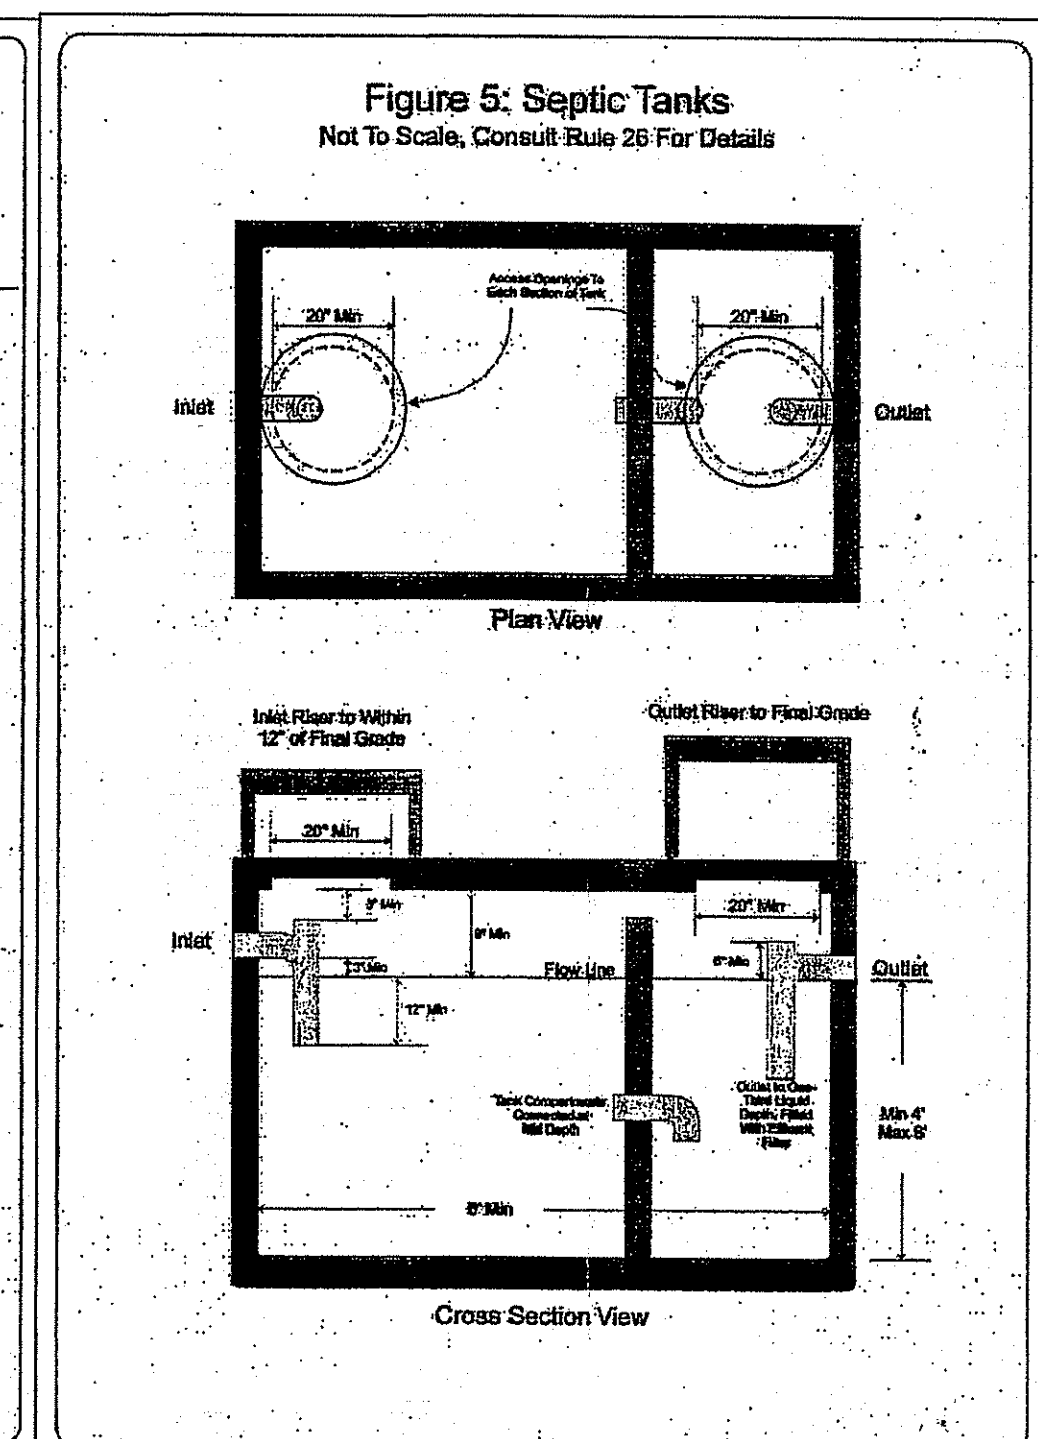 Figure 5: Septic Tanks
Not To Scale, Consult Rule 26 For Details
Access Openings To
Each Section of Tank
20" Min
20" Min
Inlet
Outlet
Plan View
Inlet Riser to Within
12" of Final Grade
Outlet Riser to Final Grade
20" Min
Min
20" Min
Inlet
9" Min
6" Min
3" Min
Flow Line
Outlet
12" Min
Tank Compartments
Connected at
Mid Depth
Outlet to One-
Third Liquid
Depth, Fitted
With Effluent
Filter
Min 4'
Max
Min
Cross Section View